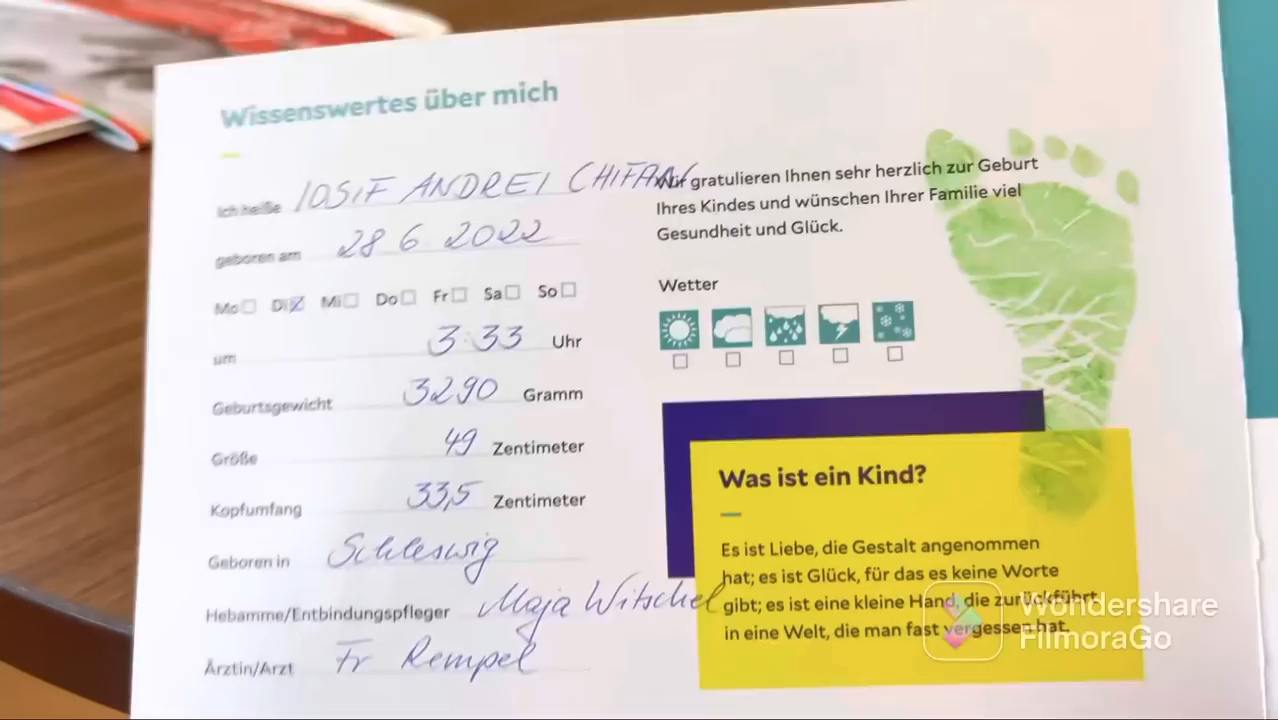 Wissenswertes über mich
Ich heiße IOSIF ANDREI CHIFAN
geboren am 28 6 2022
Mo Di Mi Do Fr Sa So
um 3:33 Uhr
Geburtsgewicht 3290 Gramm
Größe 49 Zentimeter
Kopfumfang 33,5 Zentimeter
Geboren in Schleswig
Hebamme/Entbindungspfleger Maja Witschel
Ärztin/Arzt Fr Rempel
Wir gratulieren Ihnen sehr herzlich zur Geburt
Ihres Kindes und wünschen Ihrer Familie viel
Gesundheit und Glück.
Wetter
Was ist ein Kind?
Es ist Liebe, die Gestalt angenommen
hat; es ist Glück, für das es keine Worte
gibt; es ist eine kleine Hand, die zurückführt
in eine Welt, die man fast vergessen hat.
Wondershare
FilmoraGo